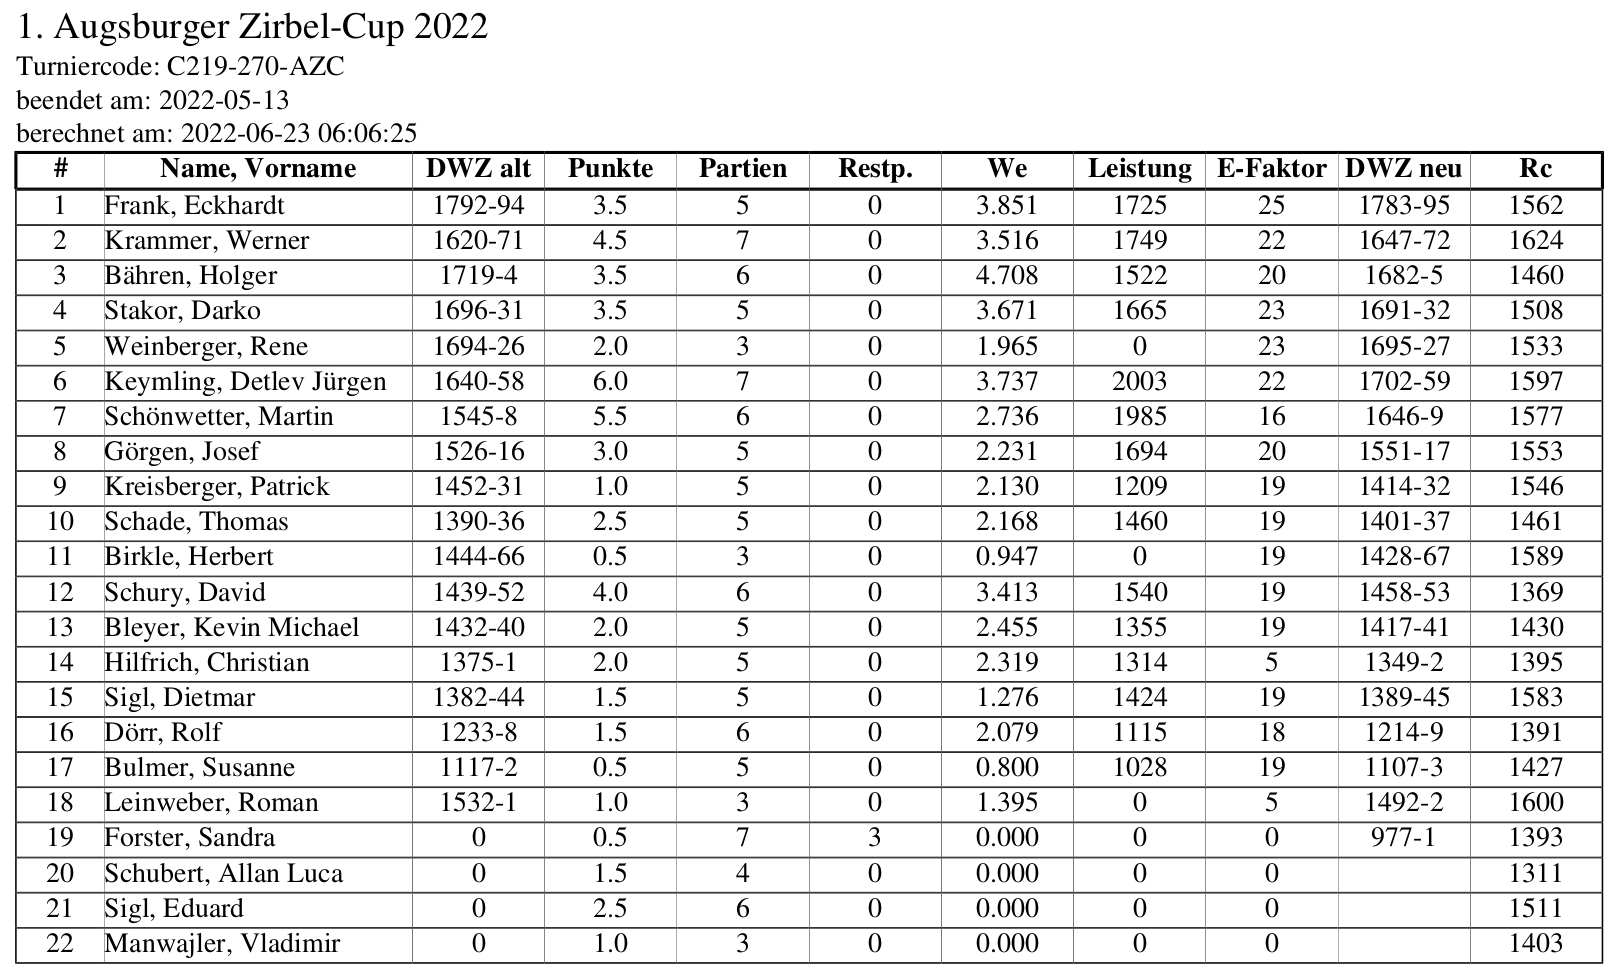 1. Augsburger Zirbel-Cup 2022
Turniercode: C219-270-AZC
beendet am: 2022-05-13
berechnet am: 2022-06-23 06:06:25
# Name, Vorname DWZ alt Punkte Partien Restp. We Leistung E-Faktor DWZ neu Rc
1 Frank, Eckhardt 1792-94 3.5 5 0 3.851 1725 25 1783-95 1562
2 Krammer, Werner 1620-71 4.5 7 0 3.516 1749 22 1647-72 1624
3 Bähren, Holger 1719-4 3.5 6 0 4.708 1522 20 1682-5 1460
4 Stakor, Darko 1696-31 3.5 5 0 3.671 1665 23 1691-32 1508
5 Weinberger, Rene 1694-26 2.0 3 0 1.965 0 23 1695-27 1533
6 Keymling, Detlev Jürgen 1640-58 6.0 7 0 3.737 2003 22 1702-59 1597
7 Schönwetter, Martin 1545-8 5.5 6 0 2.736 1985 16 1646-9 1577
8 Görgen, Josef 1526-16 3.0 5 0 2.231 1694 20 1551-17 1553
9 Kreisberger, Patrick 1452-31 1.0 5 0 2.130 1209 19 1414-32 1546
10 Schade, Thomas 1390-36 2.5 5 0 2.168 1460 19 1401-37 1461
11 Birkle, Herbert 1444-66 0.5 3 0 0.947 0 19 1428-67 1589
12 Schury, David 1439-52 4.0 6 0 3.413 1540 19 1458-53 1369
13 Bleyer, Kevin Michael 1432-40 2.0 5 0 2.455 1355 19 1417-41 1430
14 Hilfrich, Christian 1375-1 2.0 5 0 2.319 1314 5 1349-2 1395
15 Sigl, Dietmar 1382-44 1.5 5 0 1.276 1424 19 1389-45 1583
16 Dörr, Rolf 1233-8 1.5 6 0 2.079 1115 18 1214-9 1391
17 Bulmer, Susanne 1117-2 0.5 5 0 0.800 1028 19 1107-3 1427
18 Leinweber, Roman 1532-1 1.0 3 0 1.395 0 5 1492-2 1600
19 Forster, Sandra 0 0.5 7 3 0.000 0 0 977-1 1393
20 Schubert, Allan Luca 0 1.5 4 0 0.000 0 0 1311
21 Sigl, Eduard 0 2.5 6 0 0.000 0 0 1511
22 Manwajler, Vladimir 0 1.0 3 0 0.000 0 0 1403